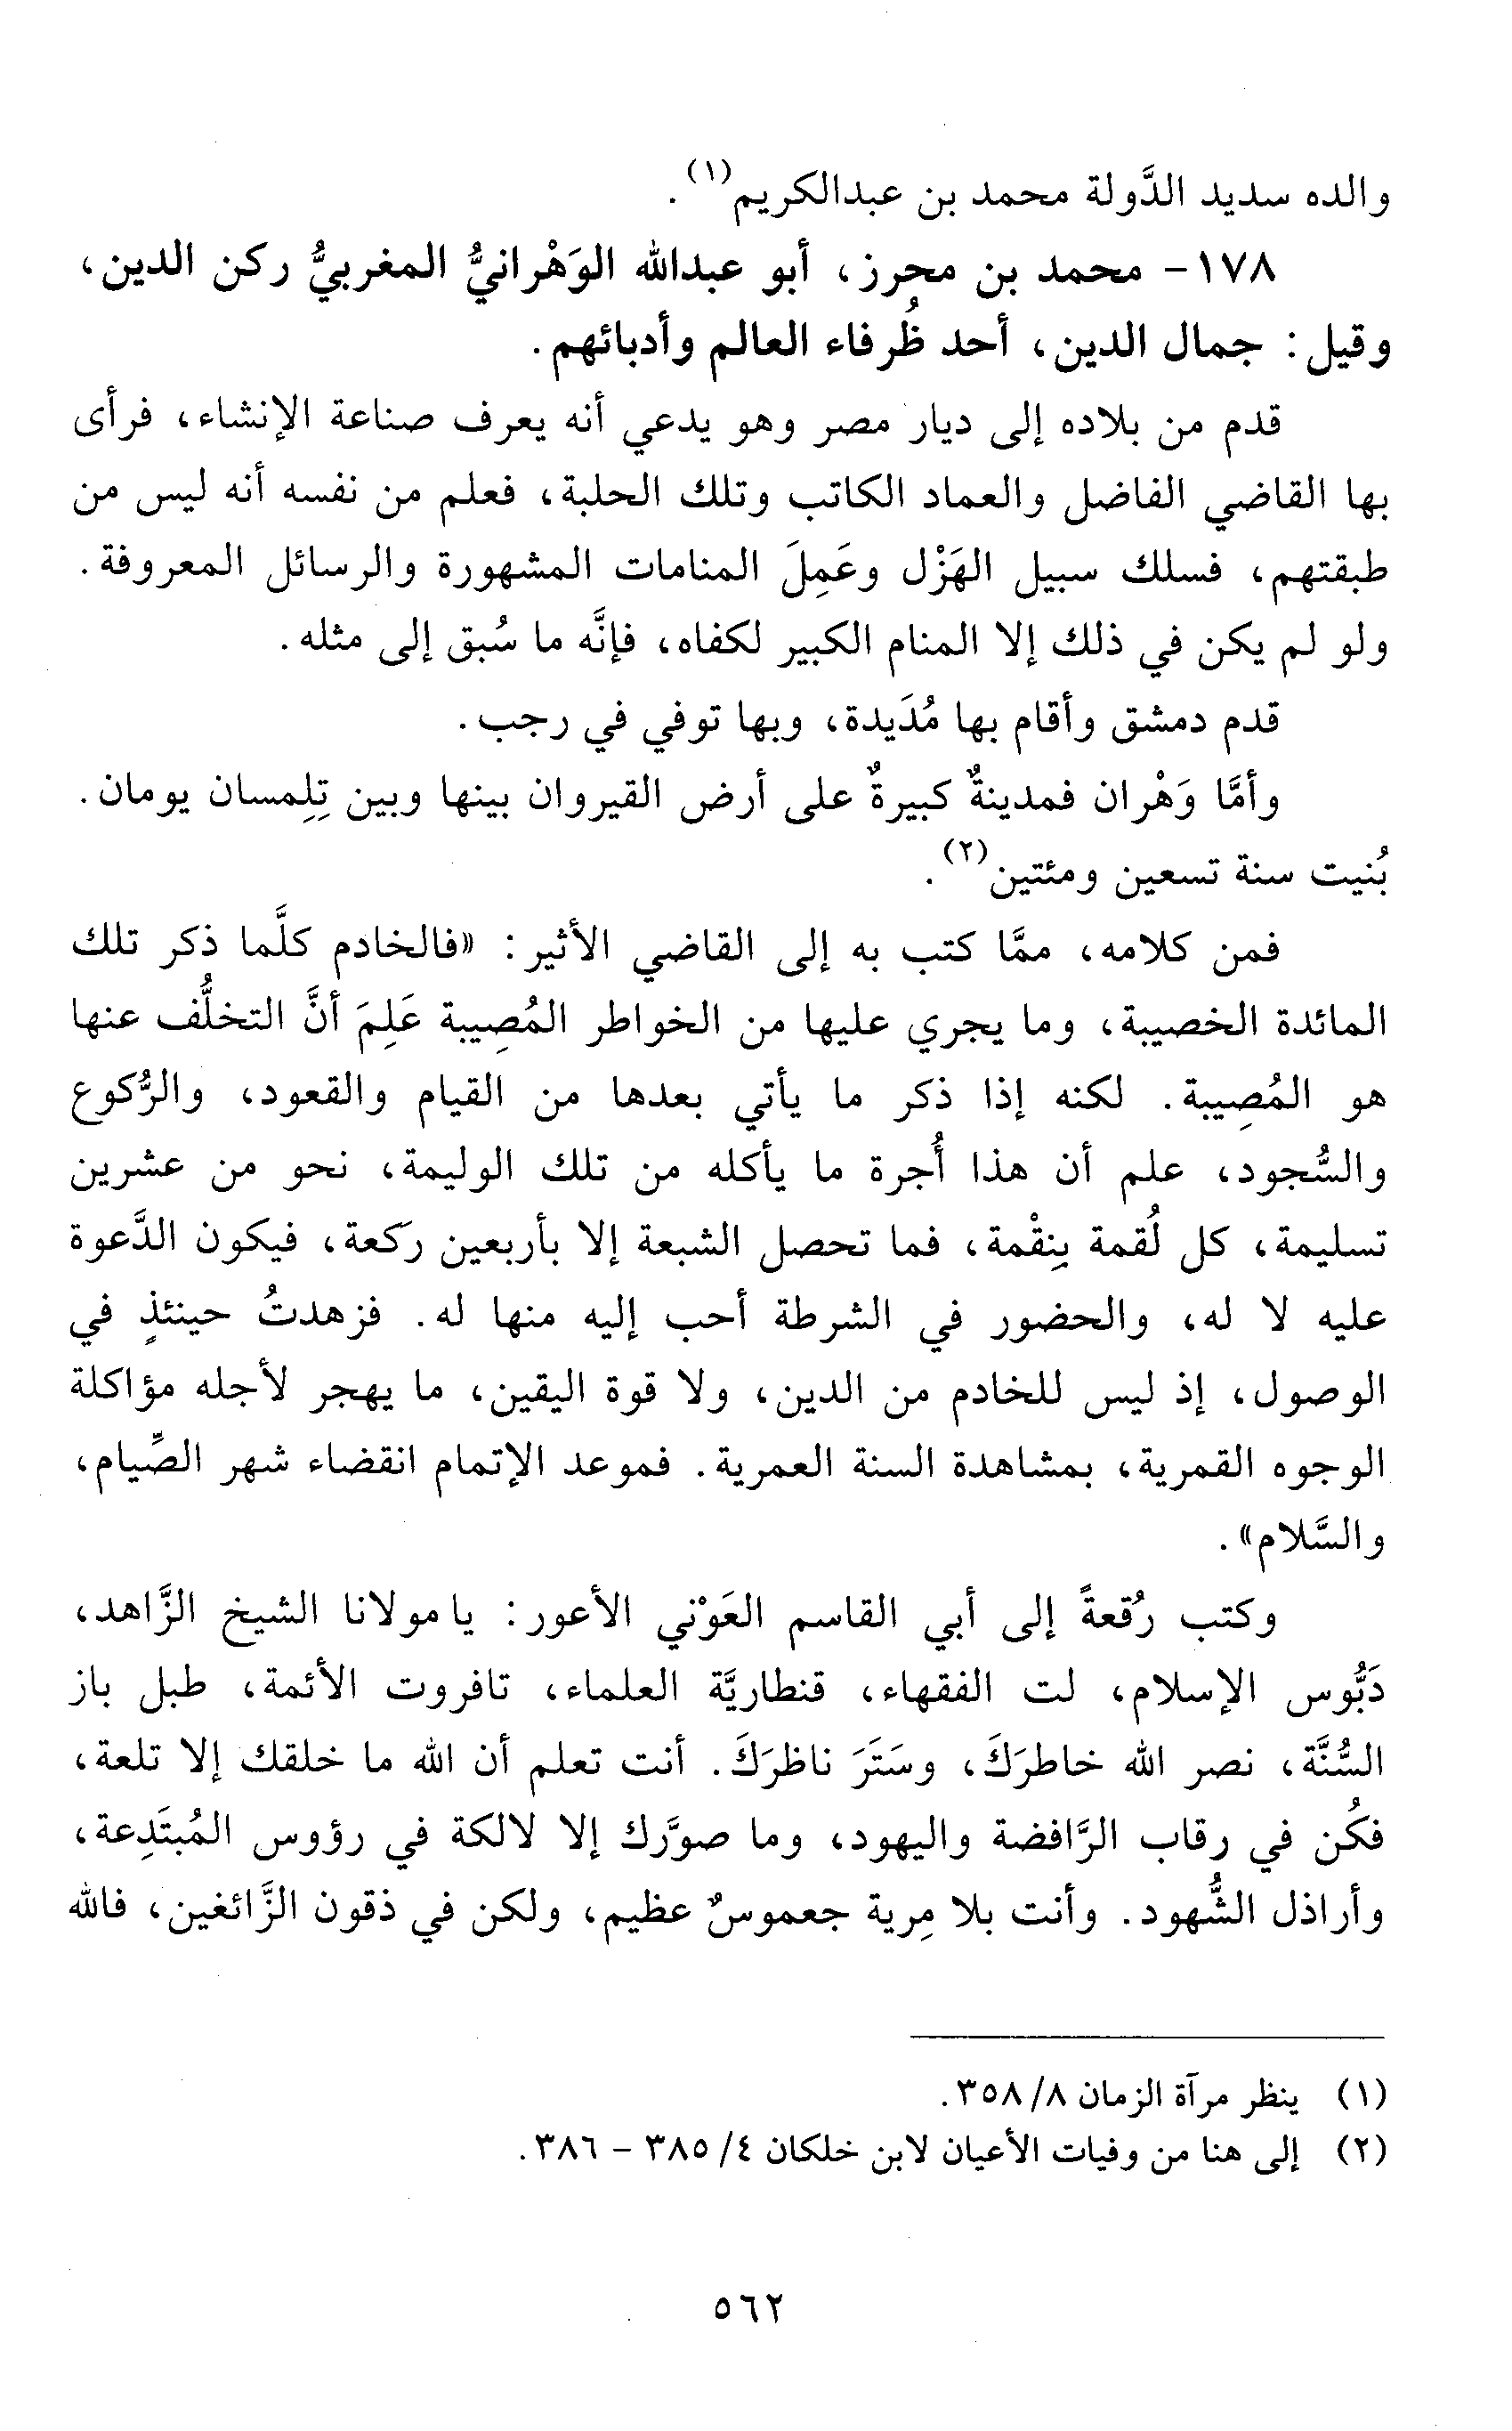 والده سديد الدَّولة محمد بن عبدالكريم(١).
١٧٨- محمد بن محرز، أبو عبدالله الوَهْرانيُّ المغربيُّ ركن الدين،
وقيل: جمال الدين، أحد ظُرفاء العالم وأدبائهم.
قدم من بلاده إلى ديار مصر وهو يدعي أنه يعرف صناعة الإنشاء، فرأى
بها القاضي الفاضل والعماد الكاتب وتلك الحلبة، فعلم من نفسه أنه ليس من
طبقتهم، فسلك سبيل الهَزْل وعَمِلَ المنامات المشهورة والرسائل المعروفة.
ولو لم يكن في ذلك إلا المنام الكبير لكفاه، فإنَّه ما سُبق إلى مثله.
قدم دمشق وأقام بها مُدَيدة، وبها توفي في رجب.
وأمَّا وَهْران فمدينةٌ كبيرةٌ على أرض القيروان بينها وبين تِلِمسان يومان.
بُنيت سنة تسعين ومئتين(٢).
فمن كلامه، ممَّا كتب به إلى القاضي الأثير: «فالخادم كلَّما ذكر تلك
المائدة الخصيبة، وما يجري عليها من الخواطر المُصِيبة عَلِمَ أنَّ التخلُّف عنها
هو المُصِيبة. لكنه إذا ذكر ما يأتي بعدها من القيام والقعود، والرُّكوع
والسُّجود، علم أن هذا أُجرة ما يأكله من تلك الوليمة، نحو من عشرين
تسليمة، كل لُقمة بِنِقْمة، فما تحصل الشبعة إلا بأربعين ركعة، فيكون الدَّعوة
عليه لا له، والحضور في الشرطة أحب إليه منها له. فزهدتُ حينئذٍ في
الوصول، إذ ليس للخادم من الدين، ولا قوة اليقين، ما يهجر لأجله مؤاكلة
الوجوه القمرية، بمشاهدة السنة العمرية. فموعد الإتمام انقضاء شهر الصِّيام،
والسَّلام».
وكتب رُقعةً إلى أبي القاسم العَوْني الأعور: يا مولانا الشيخ الزَّاهد،
دَبُّوس الإسلام، لت الفقهاء، قنطاريَّة العلماء، تافروت الأئمة، طبل باز
السُّنَّة، نصر الله خاطرَكَ، وسَتَرَ ناظرَكَ. أنت تعلم أن الله ما خلقك إلا تلعة،
فكُن في رقاب الرَّافضة واليهود، وما صوَّرك إلا لالكة في رؤوس المُبتَدِعة،
وأراذل الشُّهود. وأنت بلا مِرية جعموسٌ عظيم، ولكن في ذقون الزَّائغين، فالله
(١) ينظر مرآة الزمان ٨/ ٣٥٨.
(٢) إلى هنا من وفيات الأعيان لابن خلكان ٤/ ٣٨٥ - ٣٨٦.
٥٦٢